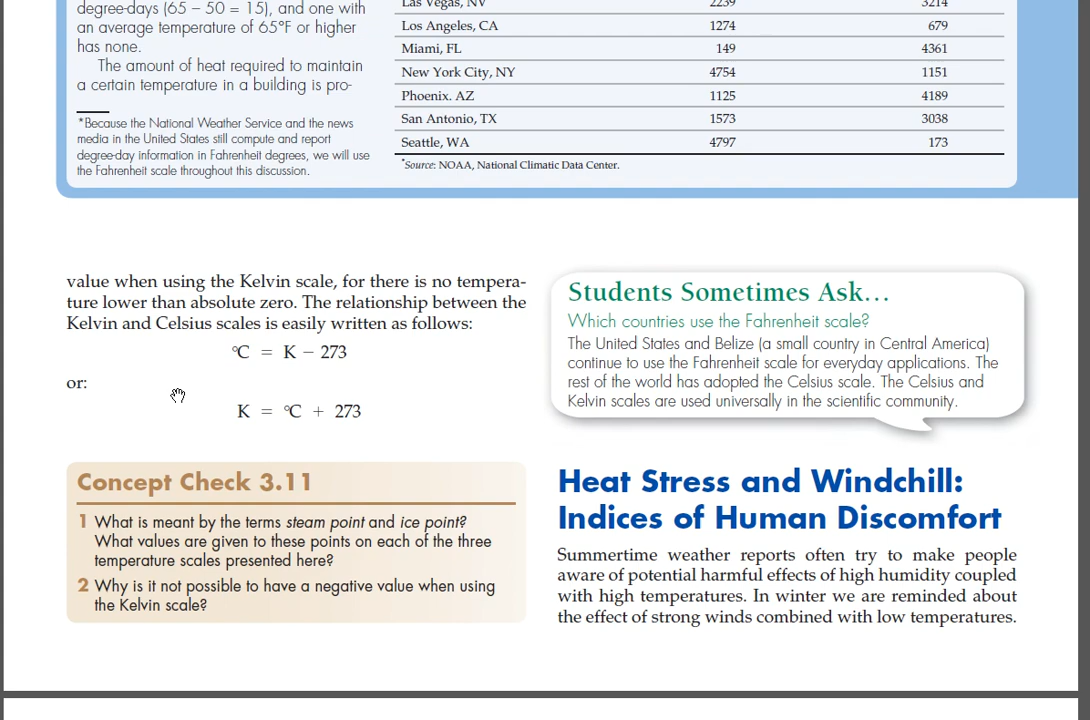 degree-days (65 – 50 = 15), and one with
an average temperature of 65°F or higher
has none.
The amount of heat required to maintain
a certain temperature in a building is pro-
*Because the National Weather Service and the news
media in the United States still compute and report
degree-day information in Fahrenheit degrees, we will use
the Fahrenheit scale throughout this discussion.
Las Vegas, NV 2239 3214
Los Angeles, CA 1274 679
Miami, FL 149 4361
New York City, NY 4754 1151
Phoenix. AZ 1125 4189
San Antonio, TX 1573 3038
Seattle, WA 4797 173
*Source: NOAA, National Climatic Data Center.
value when using the Kelvin scale, for there is no tempera-
ture lower than absolute zero. The relationship between the
Kelvin and Celsius scales is easily written as follows:
°C = K – 273
or:
K = °C + 273
Concept Check 3.11
1 What is meant by the terms steam point and ice point?
What values are given to these points on each of the three
temperature scales presented here?
2 Why is it not possible to have a negative value when using
the Kelvin scale?
Students Sometimes Ask...
Which countries use the Fahrenheit scale?
The United States and Belize (a small country in Central America)
continue to use the Fahrenheit scale for everyday applications. The
rest of the world has adopted the Celsius scale. The Celsius and
Kelvin scales are used universally in the scientific community.
Heat Stress and Windchill:
Indices of Human Discomfort
Summertime weather reports often try to make people
aware of potential harmful effects of high humidity coupled
with high temperatures. In winter we are reminded about
the effect of strong winds combined with low temperatures.